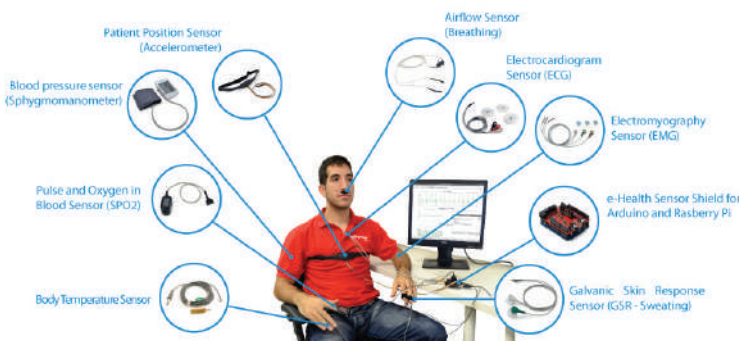 Airflow Sensor
(Breathing)
Patient Position Sensor
(Accelerometer)
Electrocardiogram
Sensor (ECG)
Blood pressure sensor
(Sphygmomanometer)
Electromyography
Sensor (EMG)
Pulse and Oxygen in
Blood Sensor (SPO2)
e-Health Sensor Shield for
Arduino and Rasberry Pi
Body Temperature Sensor
Galvanic Skin Response
Sensor (GSR - Sweating)